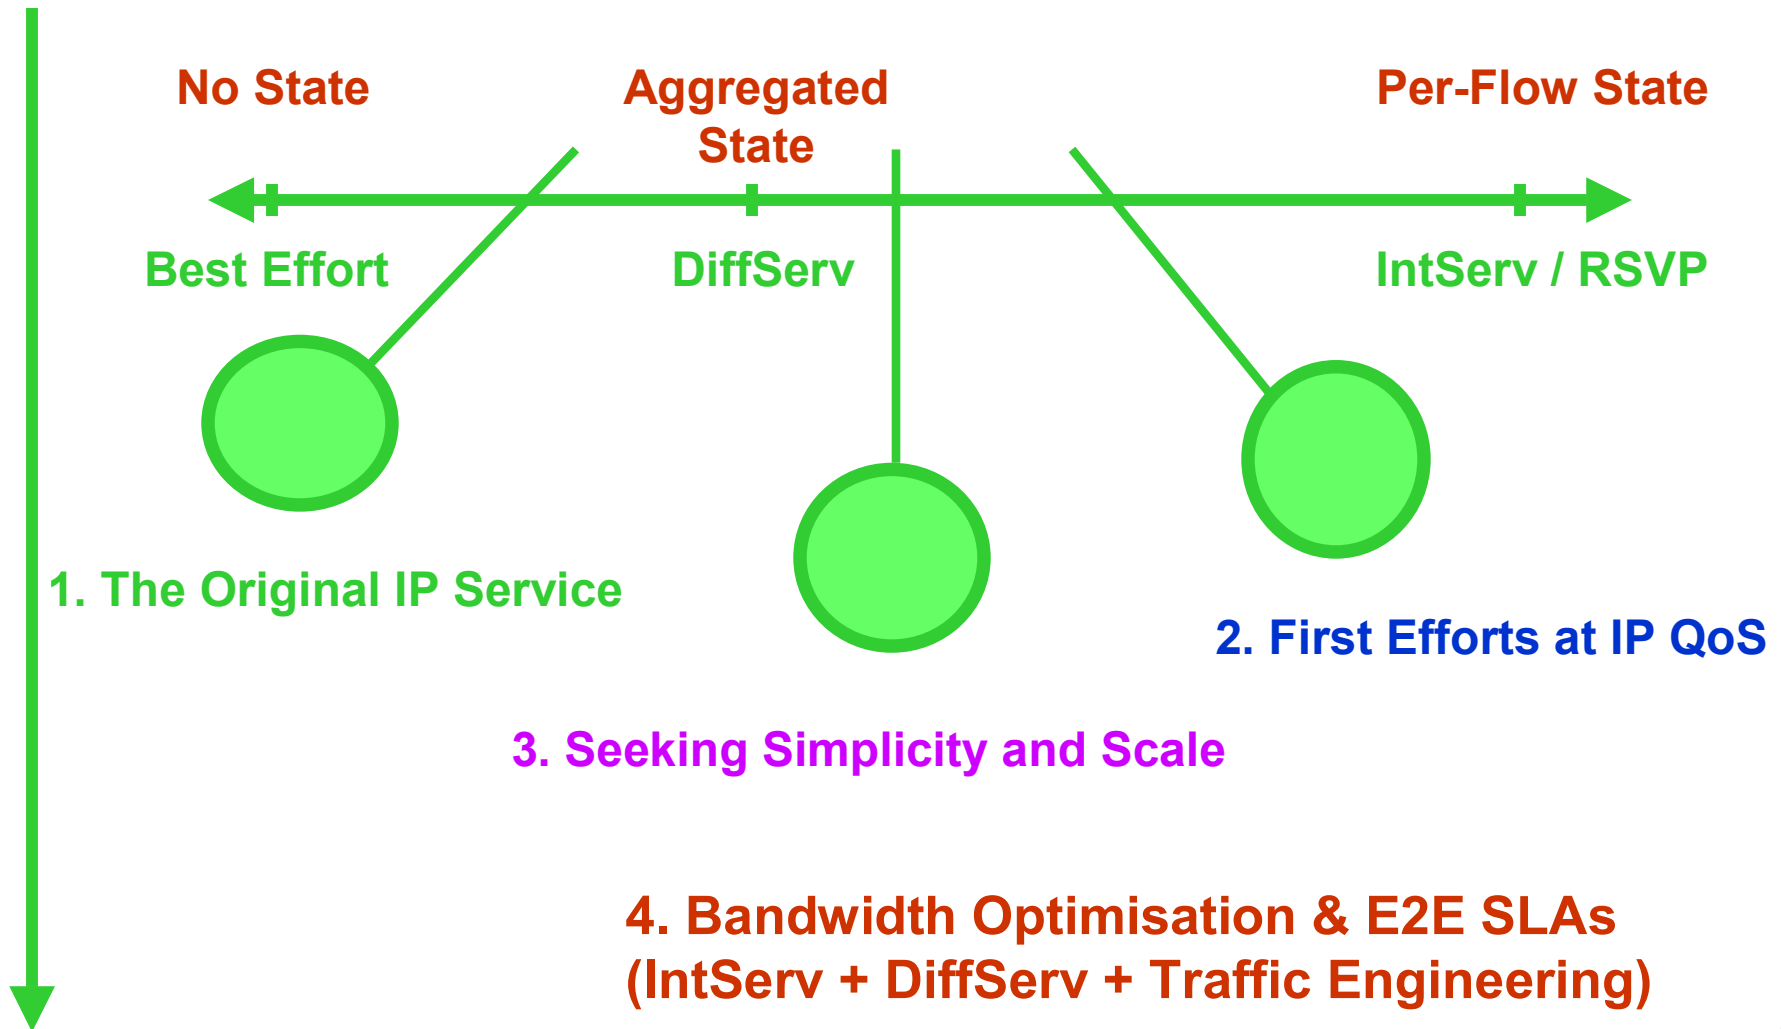 No State
Aggregated
State
Per-Flow State
Best Effort
DiffServ
IntServ / RSVP
1. The Original IP Service
2. First Efforts at IP QoS
3. Seeking Simplicity and Scale
4. Bandwidth Optimisation & E2E SLAs
(IntServ + DiffServ + Traffic Engineering)